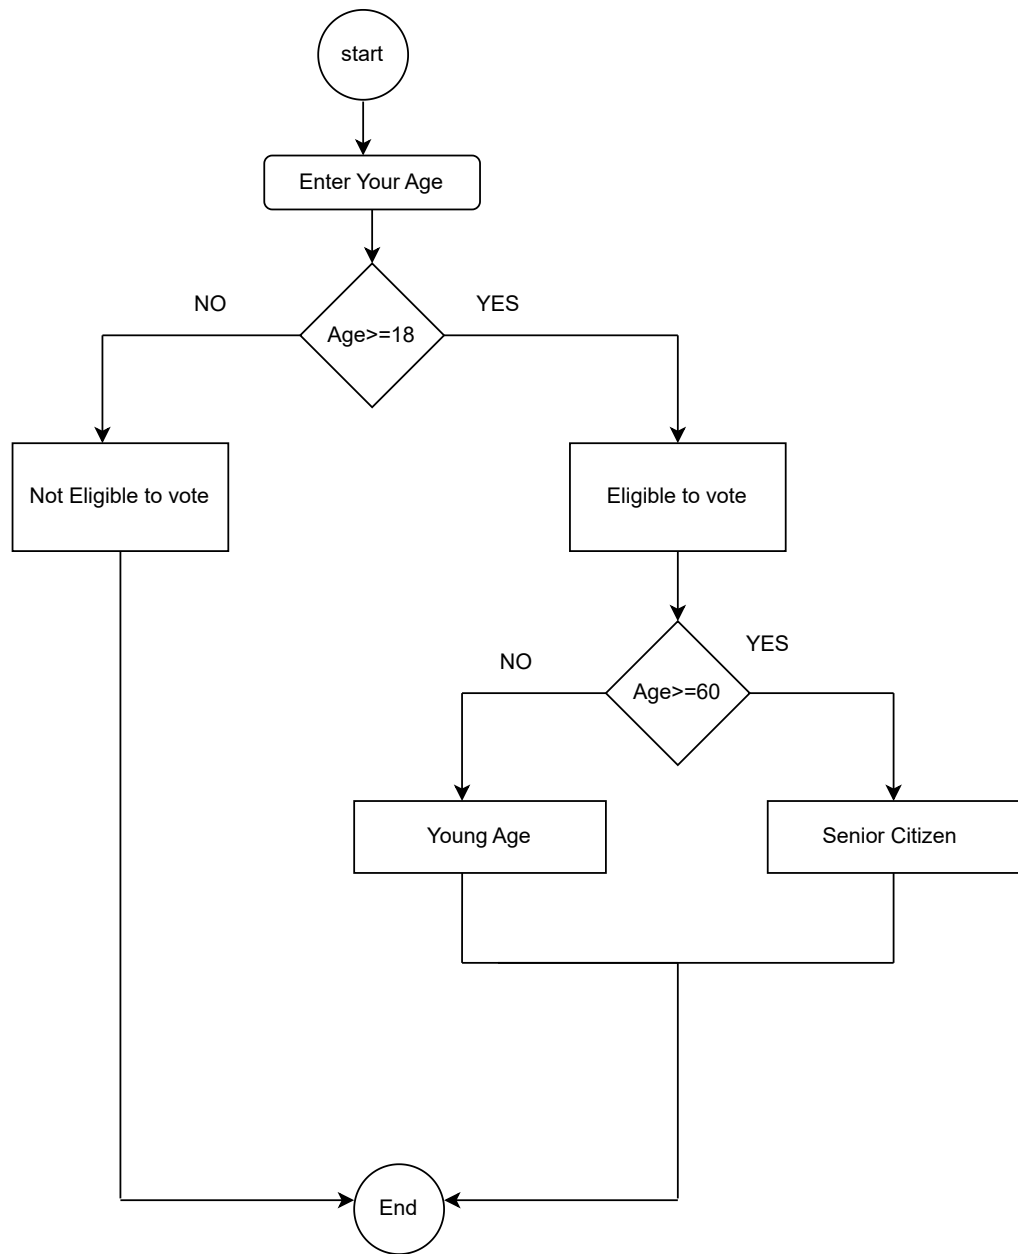 start
Enter Your Age
NO
YES
Age>=18
Not Eligible to vote
Eligible to vote
NO
YES
Age>=60
Young Age
Senior Citizen
End